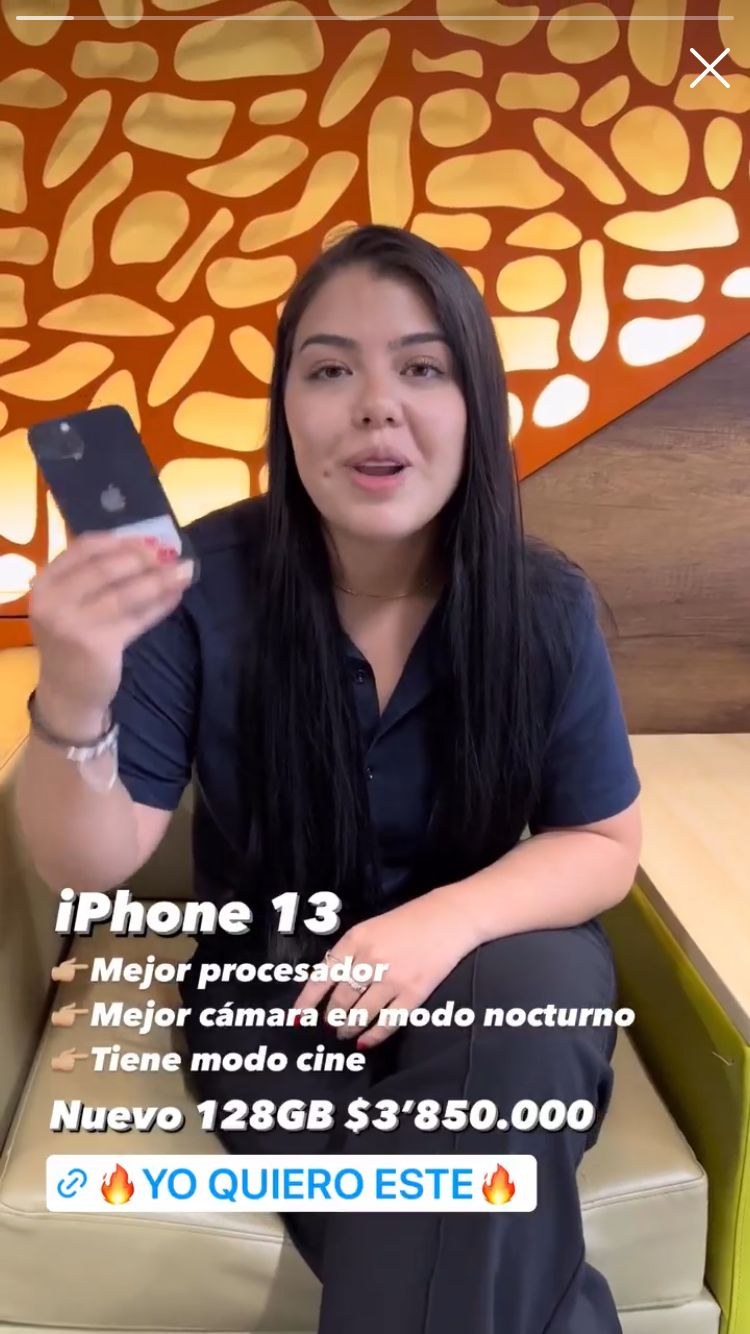 iPhone 13
👉🏼Mejor procesador
👉🏼Mejor cámara en modo nocturno
👉🏼Tiene modo cine
Nuevo 128GB $3’850.000
🔥YO QUIERO ESTE🔥